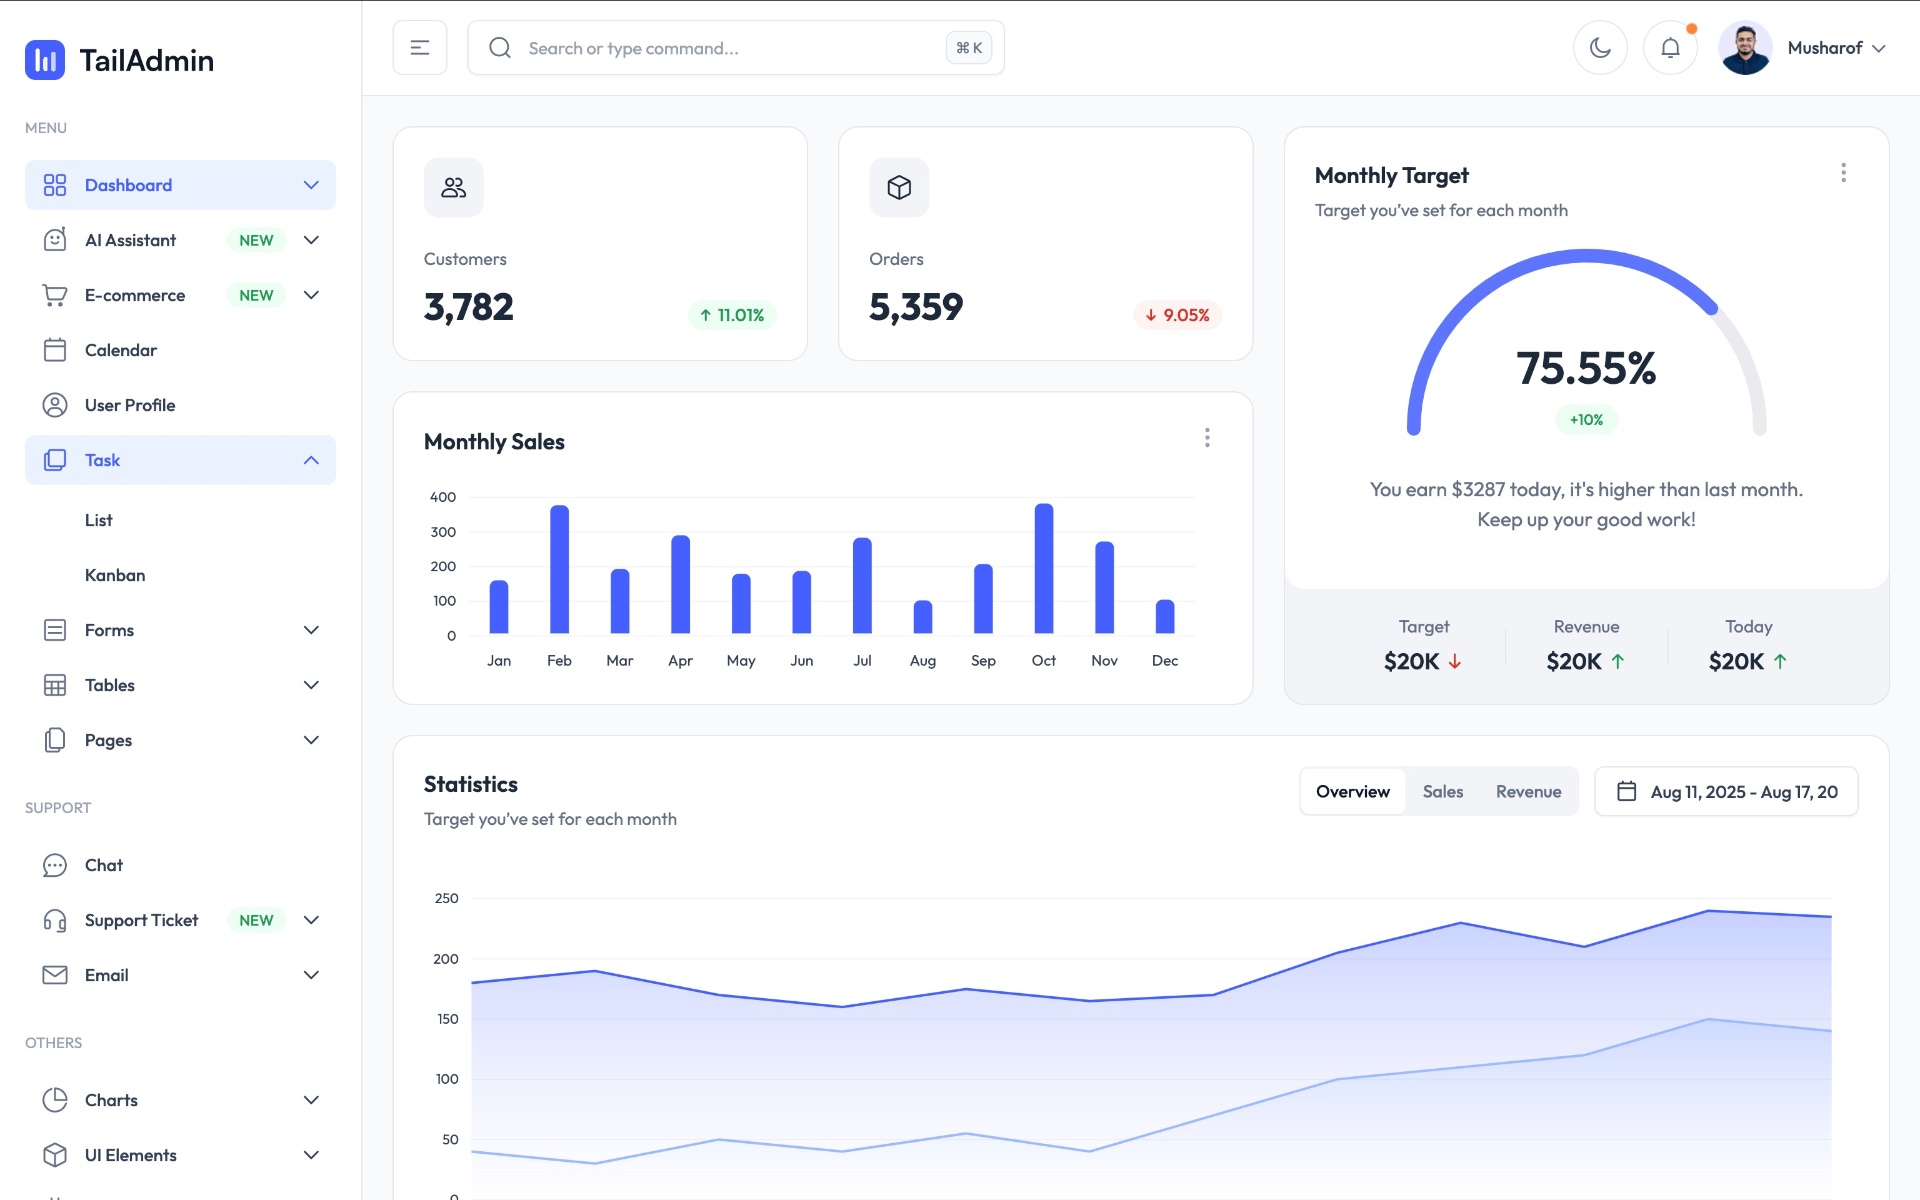 TailAdmin
MENU
Dashboard
AI Assistant NEW
E-commerce NEW
Calendar
User Profile
Task
List
Kanban
Forms
Tables
Pages
SUPPORT
Chat
Support Ticket NEW
Email
OTHERS
Charts
UI Elements
Search or type command...
⌘ K
Musharof
Customers
3,782
↑ 11.01%
Orders
5,359
↓ 9.05%
Monthly Target
Target you've set for each month
75.55%
+10%
You earn $3287 today, it's higher than last month.
Keep up your good work!
Target
$20K ↓
Revenue
$20K ↑
Today
$20K ↑
Monthly Sales
400
300
200
100
0
Jan Feb Mar Apr May Jun Jul Aug Sep Oct Nov Dec
Statistics
Target you've set for each month
Overview Sales Revenue
Aug 11, 2025 - Aug 17, 20
250
200
150
100
50
0